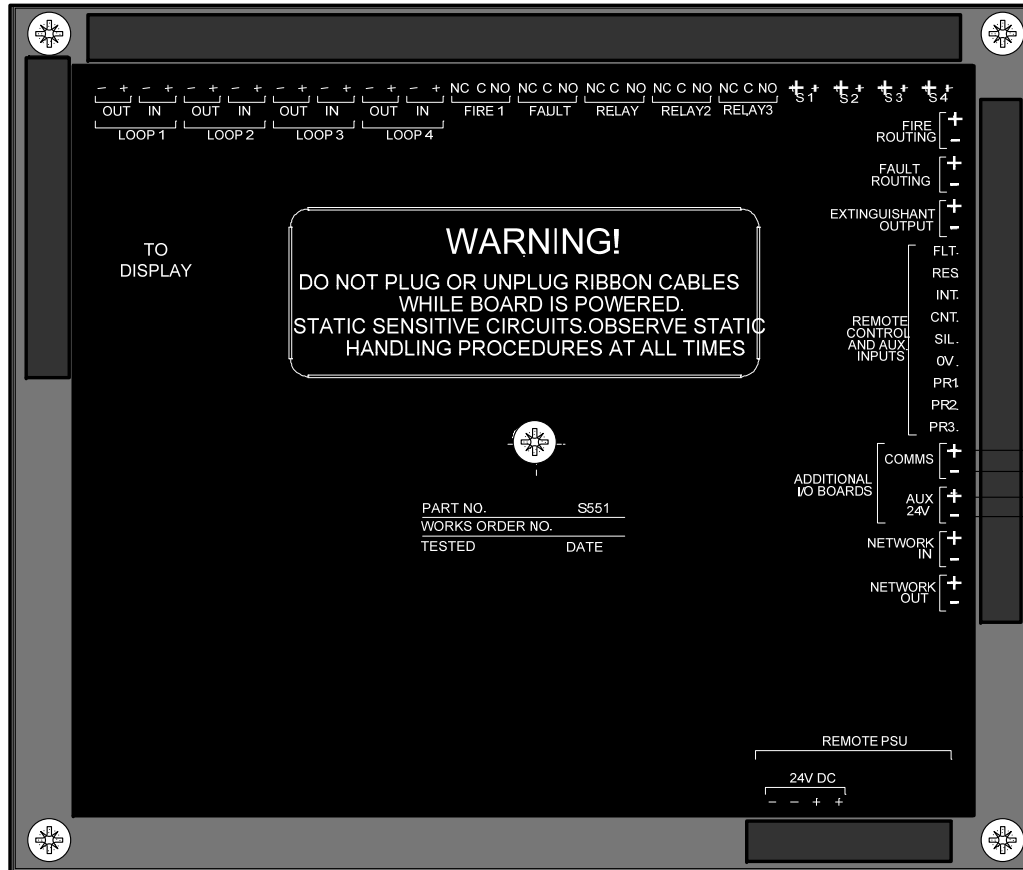 - + - + - + - + - + - + - + - + NC C NO NC C NO NC C NO NC C NO NC C NO
OUT IN OUT IN OUT IN OUT IN FIRE 1 FAULT RELAY RELAY2 RELAY3 S1 S2 S3 S4
LOOP 1 LOOP 2 LOOP 3 LOOP 4
FIRE +
ROUTING -
FAULT +
ROUTING -
EXTINGUISHANT +
OUTPUT -
TO
DISPLAY
WARNING!
DO NOT PLUG OR UNPLUG RIBBON CABLES
WHILE BOARD IS POWERED.
STATIC SENSITIVE CIRCUITS.OBSERVE STATIC
HANDLING PROCEDURES AT ALL TIMES
REMOTE
CONTROL
AND AUX.
INPUTS
FLT.
RES.
INT.
CNT.
SIL.
0V.
PR1.
PR2.
PR3.
ADDITIONAL
I/O BOARDS
COMMS +
-
AUX +
24V -
NETWORK +
IN -
NETWORK +
OUT -
PART NO. S551
WORKS ORDER NO.
TESTED DATE
REMOTE PSU
24V DC
- - + +